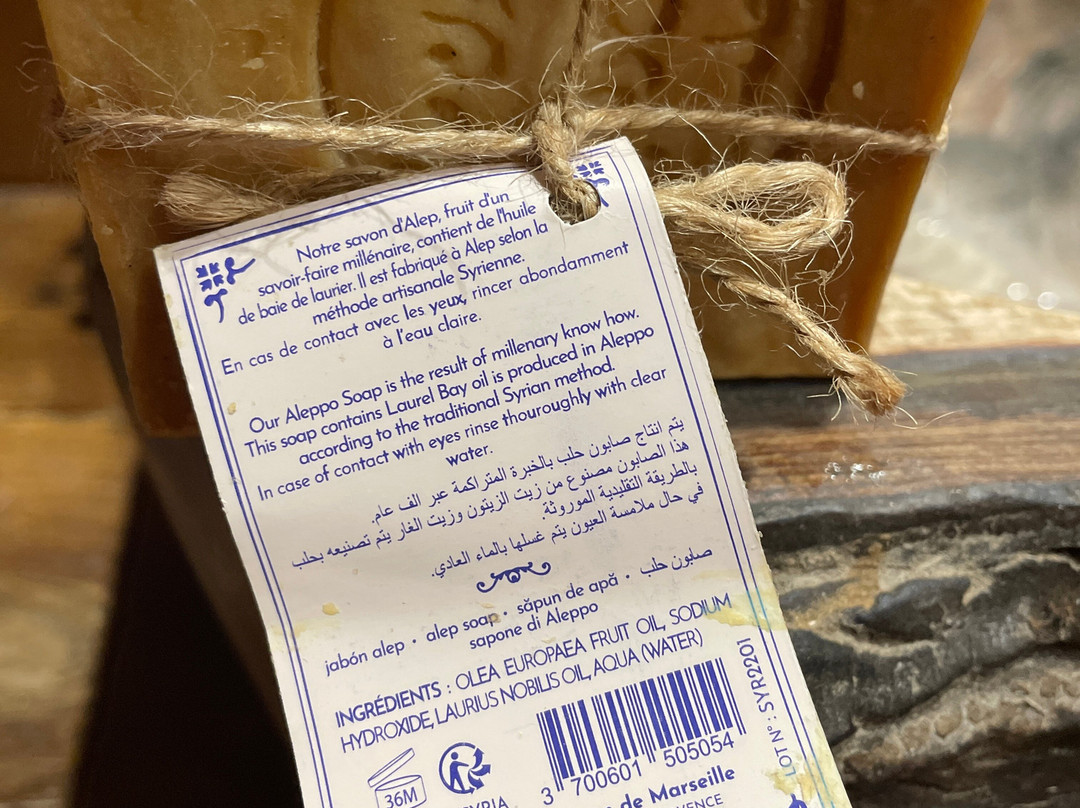 Notre savon d'Alep, fruit d'un
savoir-faire millénaire, contient de l'huile
de baie de laurier. Il est fabriqué à Alep selon la
méthode artisanale Syrienne.
En cas de contact avec les yeux, rincer abondamment
à l'eau claire.
Our Aleppo Soap is the result of millenary know how.
This soap contains Laurel Bay oil is produced in Aleppo
according to the traditional Syrian method.
In case of contact with eyes rinse thouroughly with clear
water.
يتم انتاج صابون حلب بالخبرة المتراكمة عبر الف عام.
هذا الصابون مصنوع من زيت الزيتون وزيت الغار يتم تصنيعه بحلب
بالطريقة التقليدية الموروثة.
في حال ملامسة العيون يتم غسلها بالماء العادي.
jabón alep • alep soap • săpun de apă • صابون حلب
sapone di Aleppo
INGRÉDIENTS : OLEA EUROPAEA FRUIT OIL, SODIUM
HYDROXIDE, LAURIUS NOBILIS OIL, AQUA (WATER)
LOT N° : SYR2201
36M
3 700601 505054
SYRIA
de Marseille